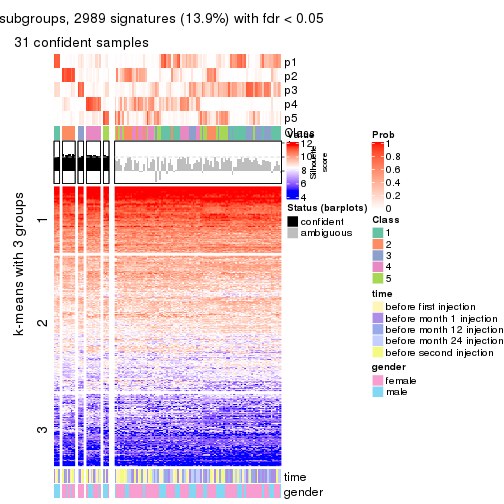 subgroups, 2989 signatures (13.9%) with fdr < 0.05
31 confident samples
p1
p2
p3
p4
p5
Class
Silhouette
score
k-means with 3 groups
1
2
3
time
gender
Value
12
10
8
6
4
Status (barplots)
confident
ambiguous
Prob
1
0.8
0.6
0.4
0.2
0
Class
1
2
3
4
5
time
before first injection
before month 1 injection
before month 12 injection
before month 24 injection
before second injection
gender
female
male